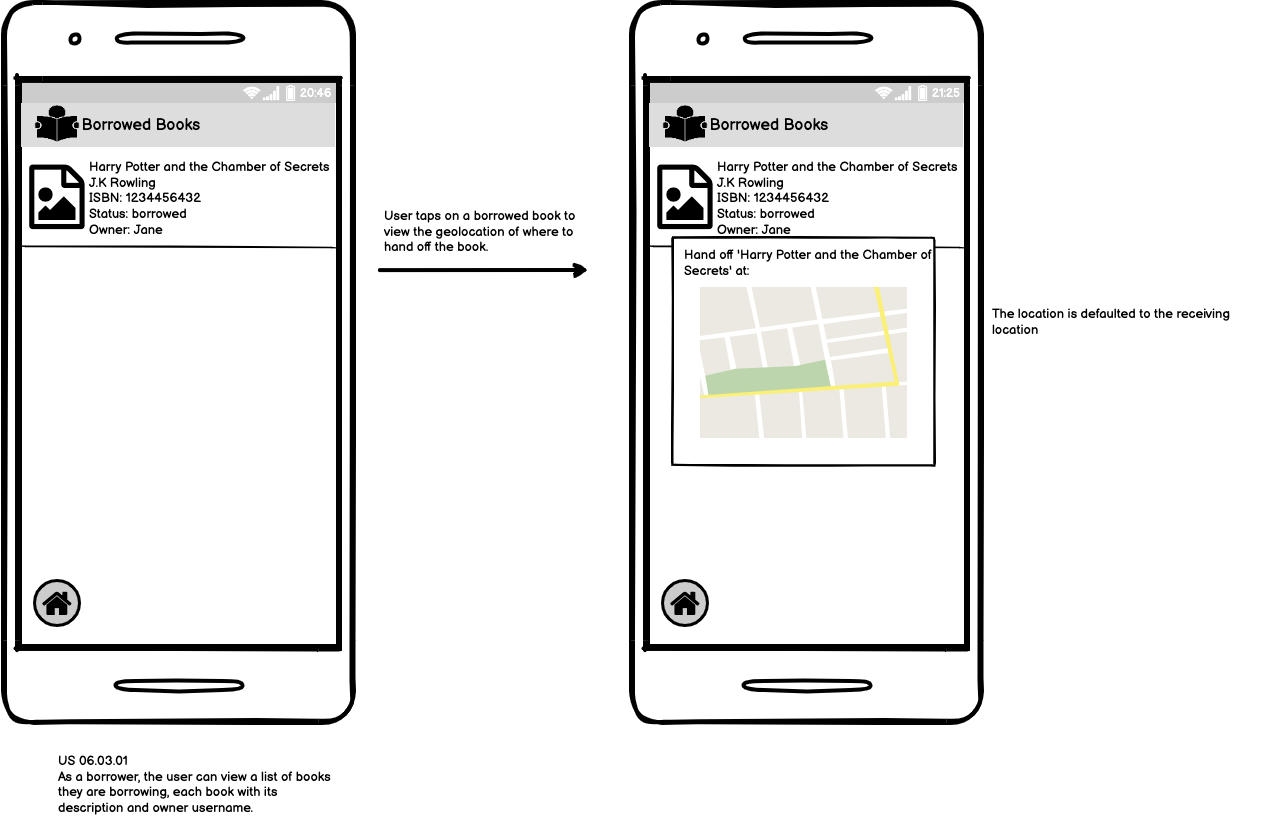 20:46
Borrowed Books
Harry Potter and the Chamber of Secrets
J.K Rowling
ISBN: 1234456432
Status: borrowed
Owner: Jane
User taps on a borrowed book to
view the geolocation of where to
hand off the book.
21:25
Borrowed Books
Harry Potter and the Chamber of Secrets
J.K Rowling
ISBN: 1234456432
Status: borrowed
Owner: Jane
Hand off 'Harry Potter and the Chamber of
Secrets' at:
The location is defaulted to the receiving
location
US 06.03.01
As a borrower, the user can view a list of books
they are borrowing, each book with its
description and owner username.